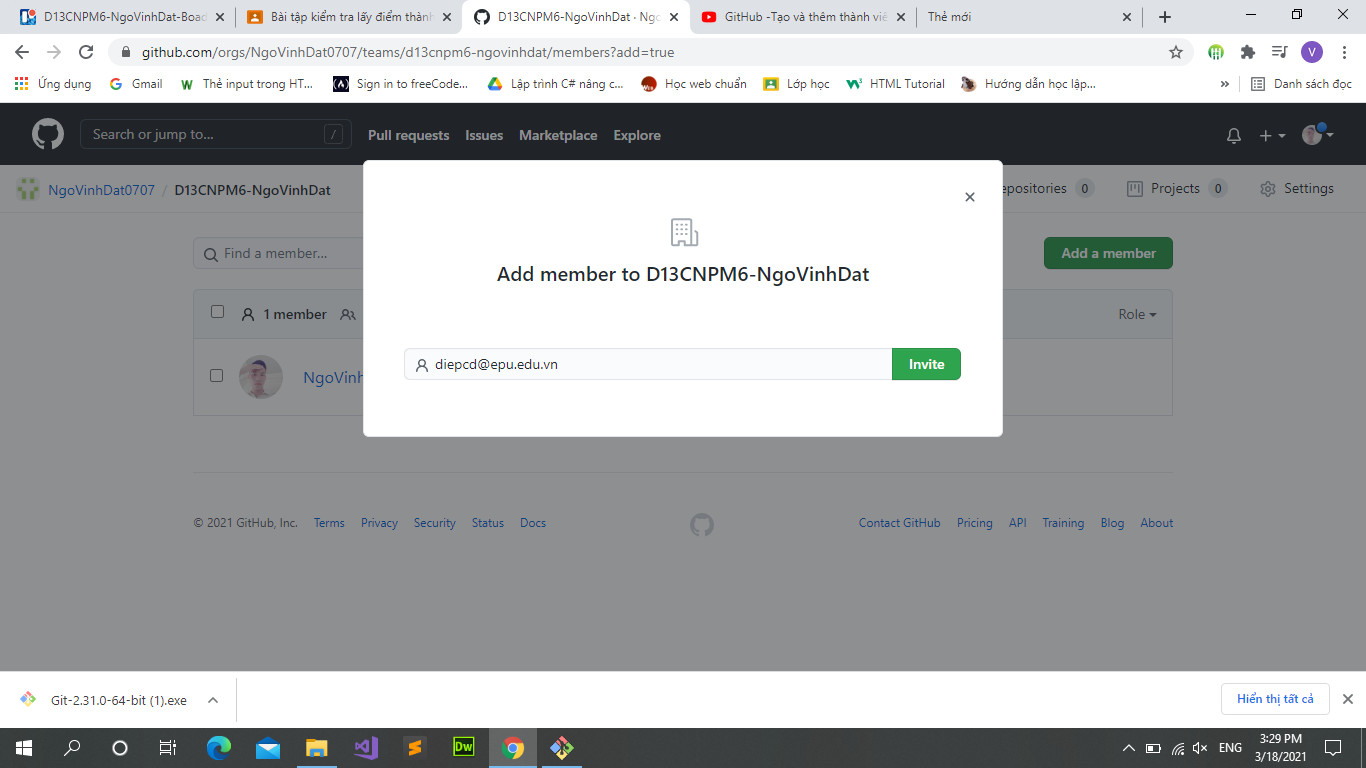 D13CNPM6-NgoVinhDat-Boa
Bài tập kiểm tra lấy điểm thành
D13CNPM6-NgoVinhDat · Ngo
GitHub -Tạo và thêm thành viê
Thẻ mới
github.com/orgs/NgoVinhDat0707/teams/d13cnpm6-ngovinhdat/members?add=true
V
Ứng dụng
Gmail
Thẻ input trong HT...
Sign in to freeCode...
Lập trình C# nâng c...
Học web chuẩn
Lớp học
HTML Tutorial
Hướng dẫn học lập...
»
Danh sách đọc
Search or jump to...
/
Pull requests
Issues
Marketplace
Explore
NgoVinhDat0707 / D13CNPM6-NgoVinhDat
epositories 0
Projects 0
Settings
Find a member...
Add a member
1 member
Role
NgoVinh
Add member to D13CNPM6-NgoVinhDat
diepcd@epu.edu.vn
Invite
© 2021 GitHub, Inc.
Terms
Privacy
Security
Status
Docs
Contact GitHub
Pricing
API
Training
Blog
About
Git-2.31.0-64-bit (1).exe
Hiển thị tất cả
Dw
ENG
3:29 PM
3/18/2021